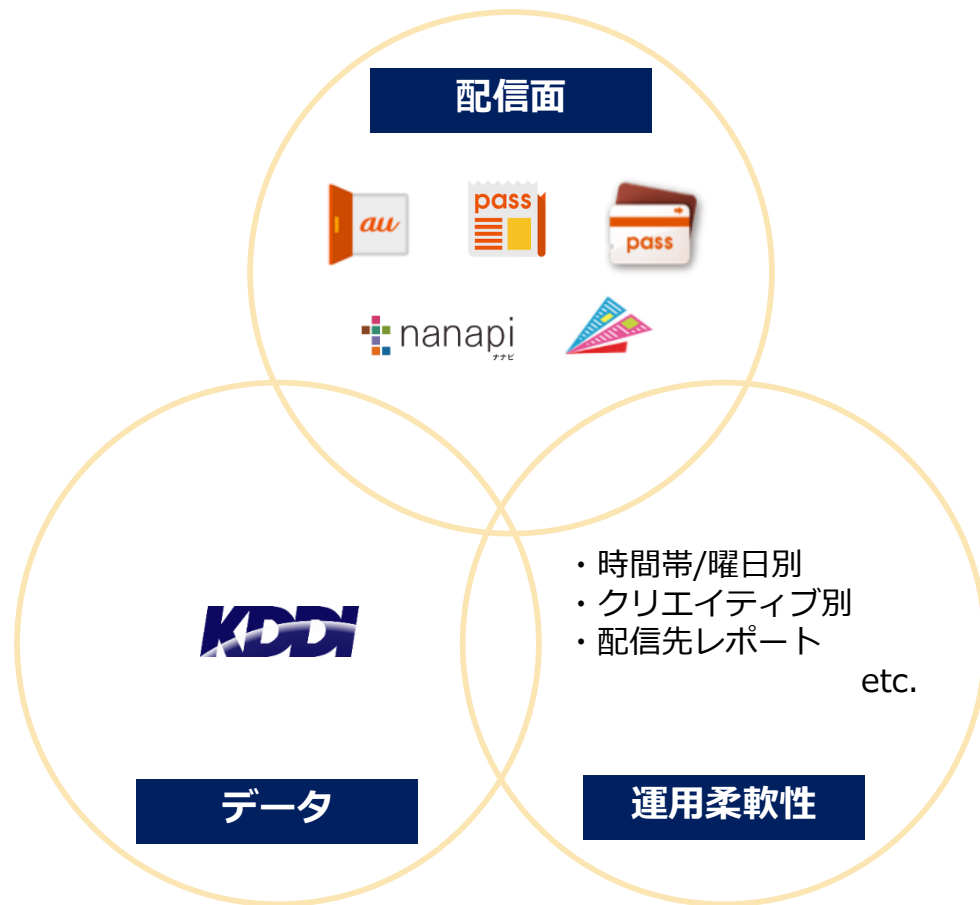 配信面
au
pass
pass
nanapi
ナナピ
・時間帯/曜日別
・クリエイティブ別
・配信先レポート
etc.
KDDI
データ
運用柔軟性